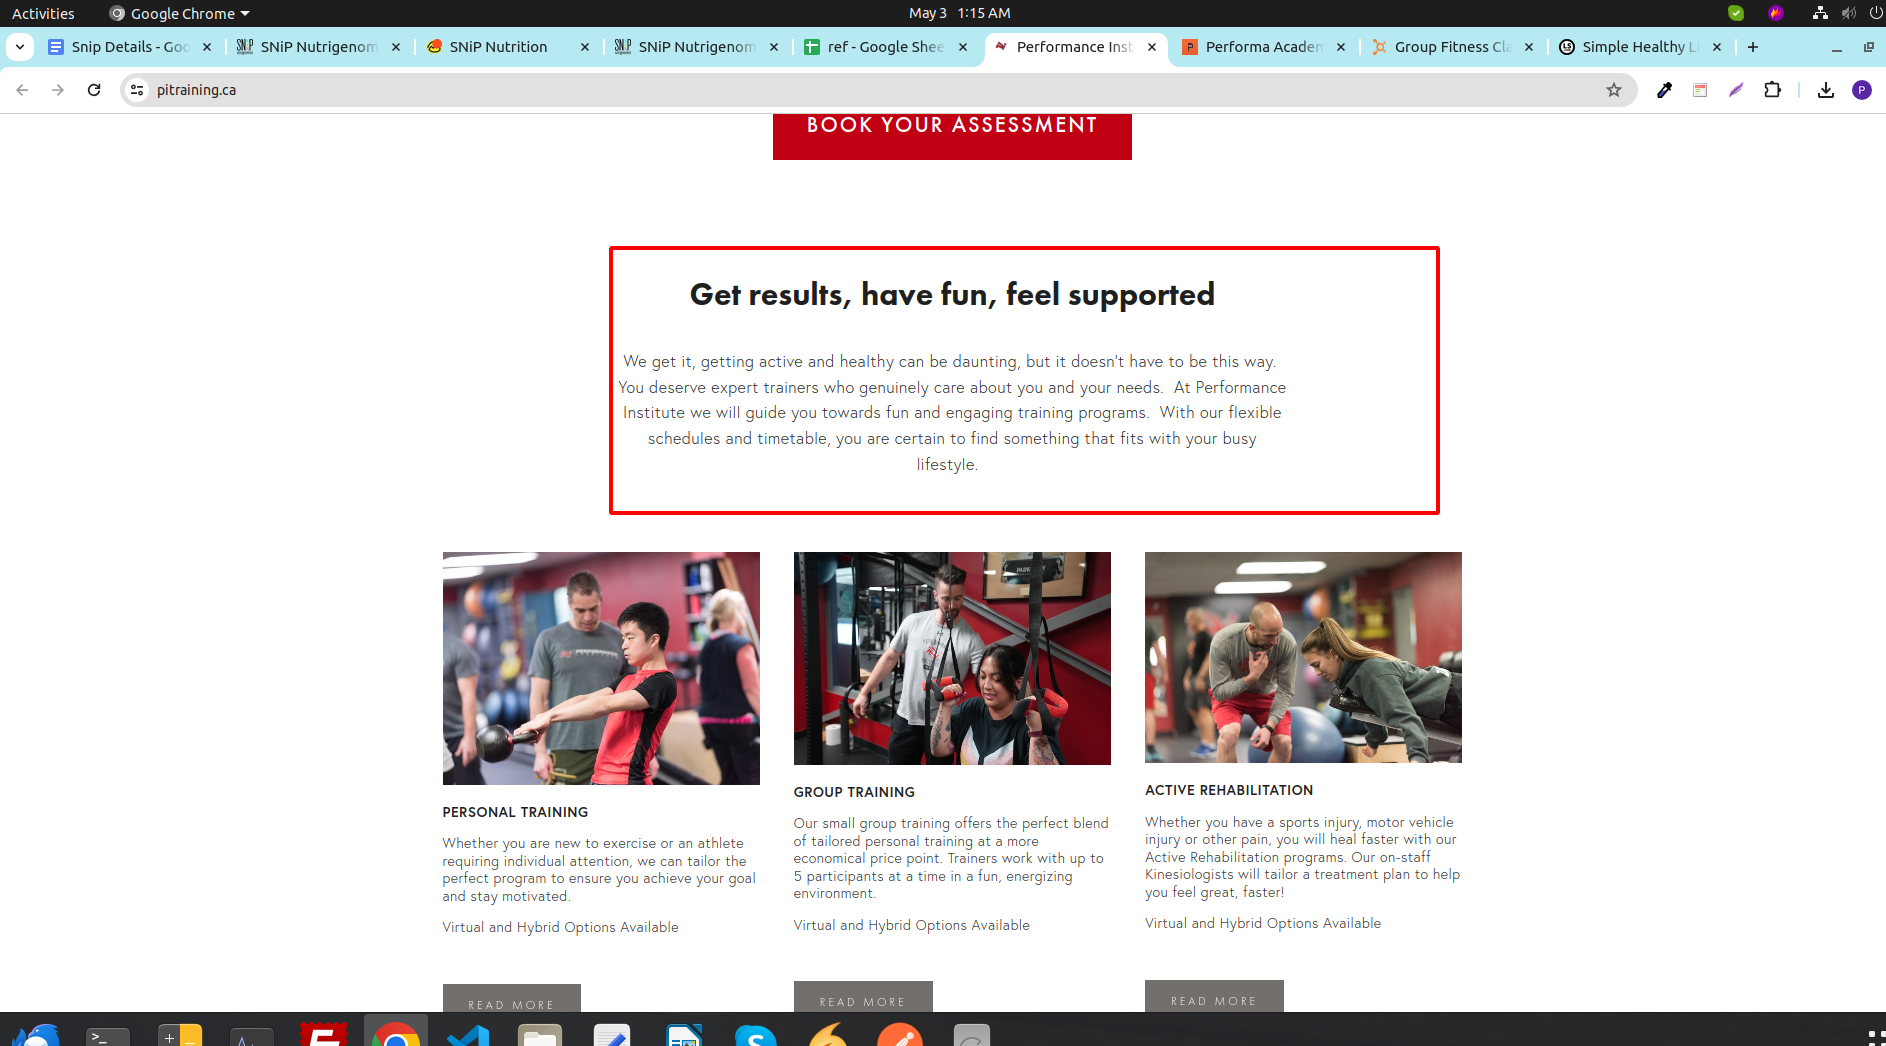 Activities
Google Chrome
May 3 1:15 AM
Snip Details - Goo
SNiP Nutrigenom
SNiP Nutrition
SNiP Nutrigenom
ref - Google Shee
Performance Inst
Performa Academ
Group Fitness Cla
Simple Healthy Li
pitraining.ca
P
BOOK YOUR ASSESSMENT
Get results, have fun, feel supported
We get it, getting active and healthy can be daunting, but it doesn't have to be this way.
You deserve expert trainers who genuinely care about you and your needs. At Performance
Institute we will guide you towards fun and engaging training programs. With our flexible
schedules and timetable, you are certain to find something that fits with your busy
lifestyle.
PERSONAL TRAINING
Whether you are new to exercise or an athlete
requiring individual attention, we can tailor the
perfect program to ensure you achieve your goal
and stay motivated.
Virtual and Hybrid Options Available
READ MORE
GROUP TRAINING
Our small group training offers the perfect blend
of tailored personal training at a more
economical price point. Trainers work with up to
5 participants at a time in a fun, energizing
environment.
Virtual and Hybrid Options Available
READ MORE
ACTIVE REHABILITATION
Whether you have a sports injury, motor vehicle
injury or other pain, you will heal faster with our
Active Rehabilitation programs. Our on-staff
Kinesiologists will tailor a treatment plan to help
you feel great, faster!
Virtual and Hybrid Options Available
READ MORE